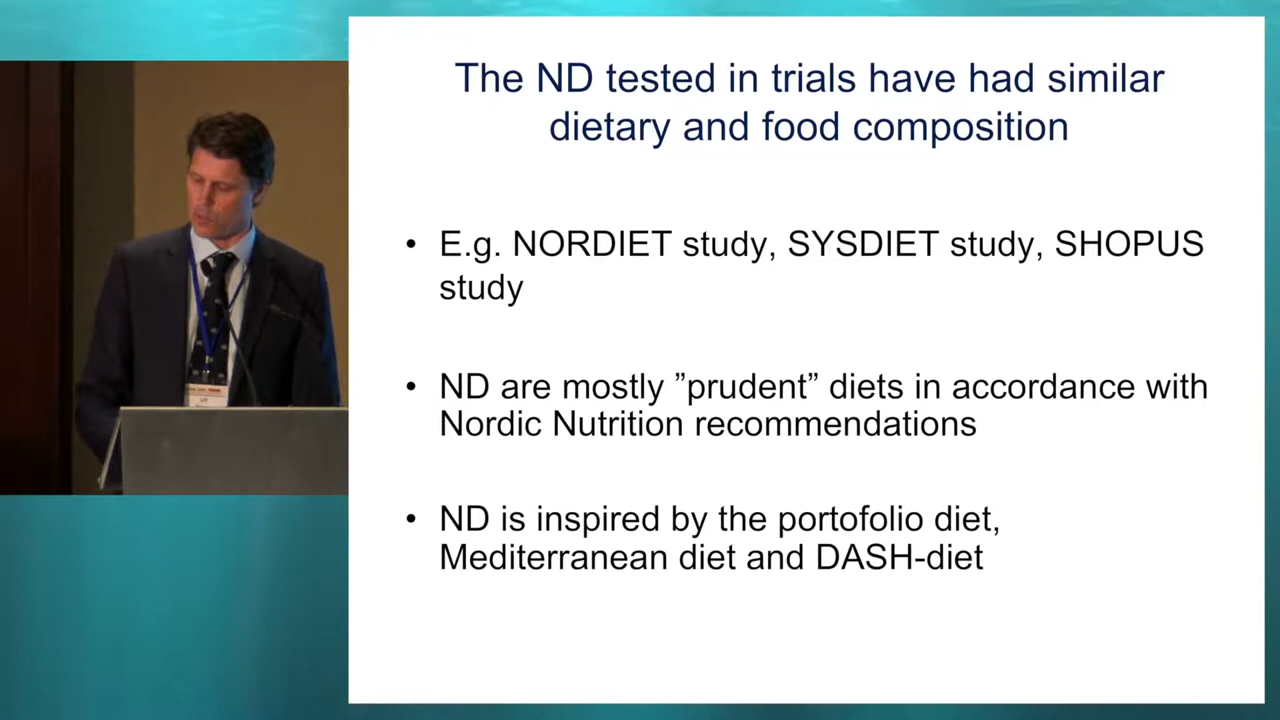 The ND tested in trials have had similar
dietary and food composition
• E.g. NORDIET study, SYSDIET study, SHOPUS
study
• ND are mostly ”prudent” diets in accordance with
Nordic Nutrition recommendations
• ND is inspired by the portofolio diet,
Mediterranean diet and DASH-diet